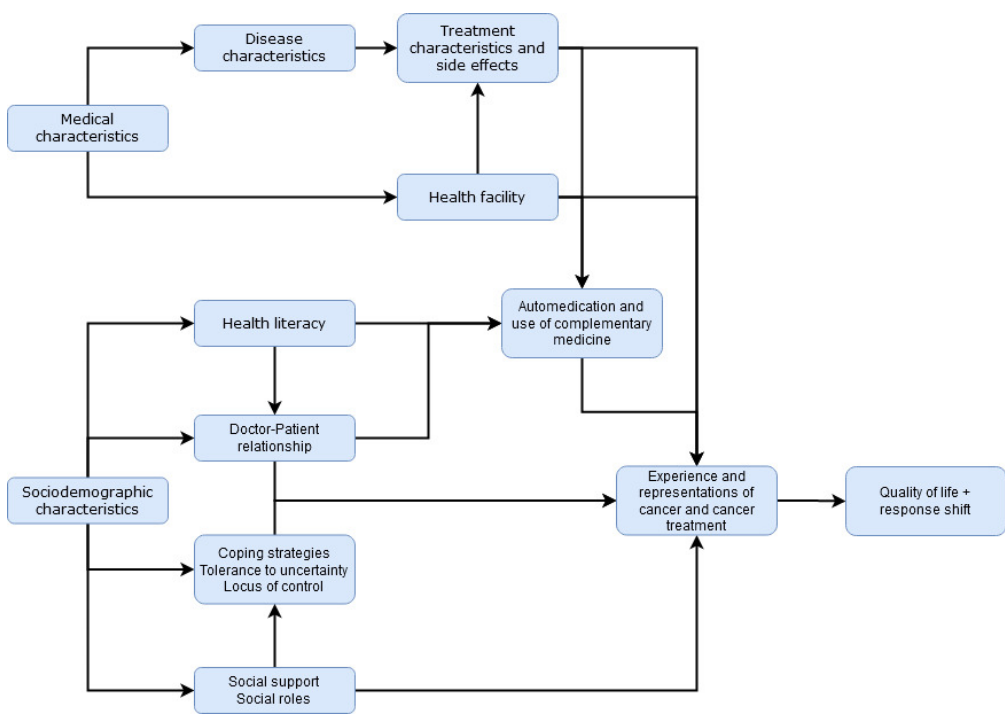 Disease
characteristics
Treatment
characteristics and
side effects
Medical
characteristics
Health facility
Automedication and
use of complementary
medicine
Health literacy
Doctor-Patient
relationship
Sociodemographic
characteristics
Experience and
representations of
cancer and cancer
treatment
Quality of life +
response shift
Coping strategies
Tolerance to uncertainty
Locus of control
Social support
Social roles